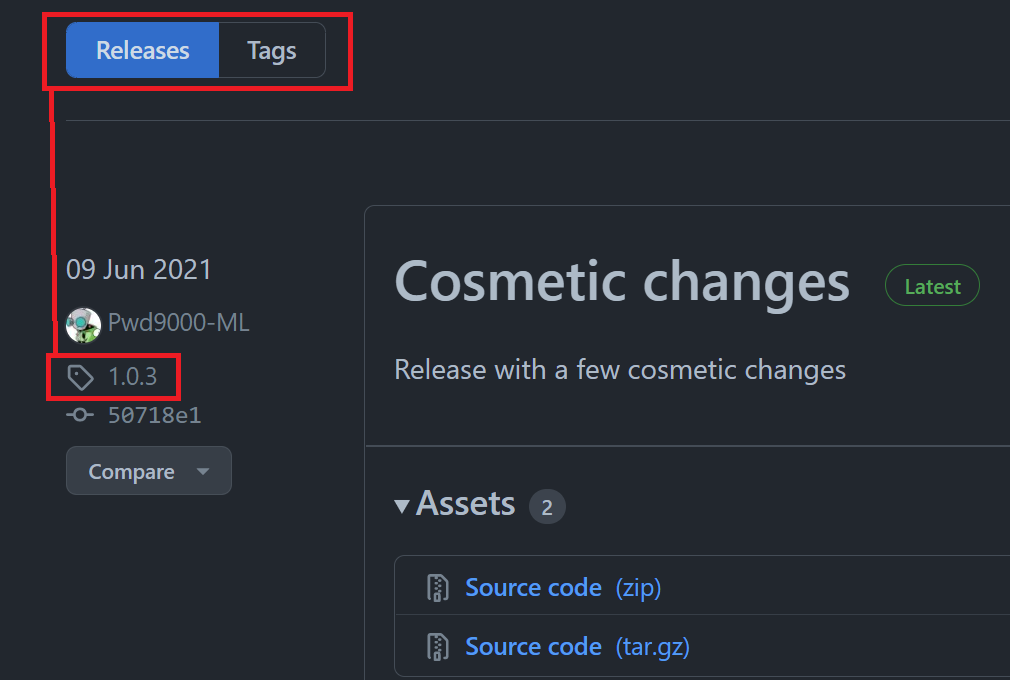 Releases Tags
09 Jun 2021
Pwd9000-ML
1.0.3
50718e1
Compare
Cosmetic changes Latest
Release with a few cosmetic changes
Assets 2
Source code (zip)
Source code (tar.gz)